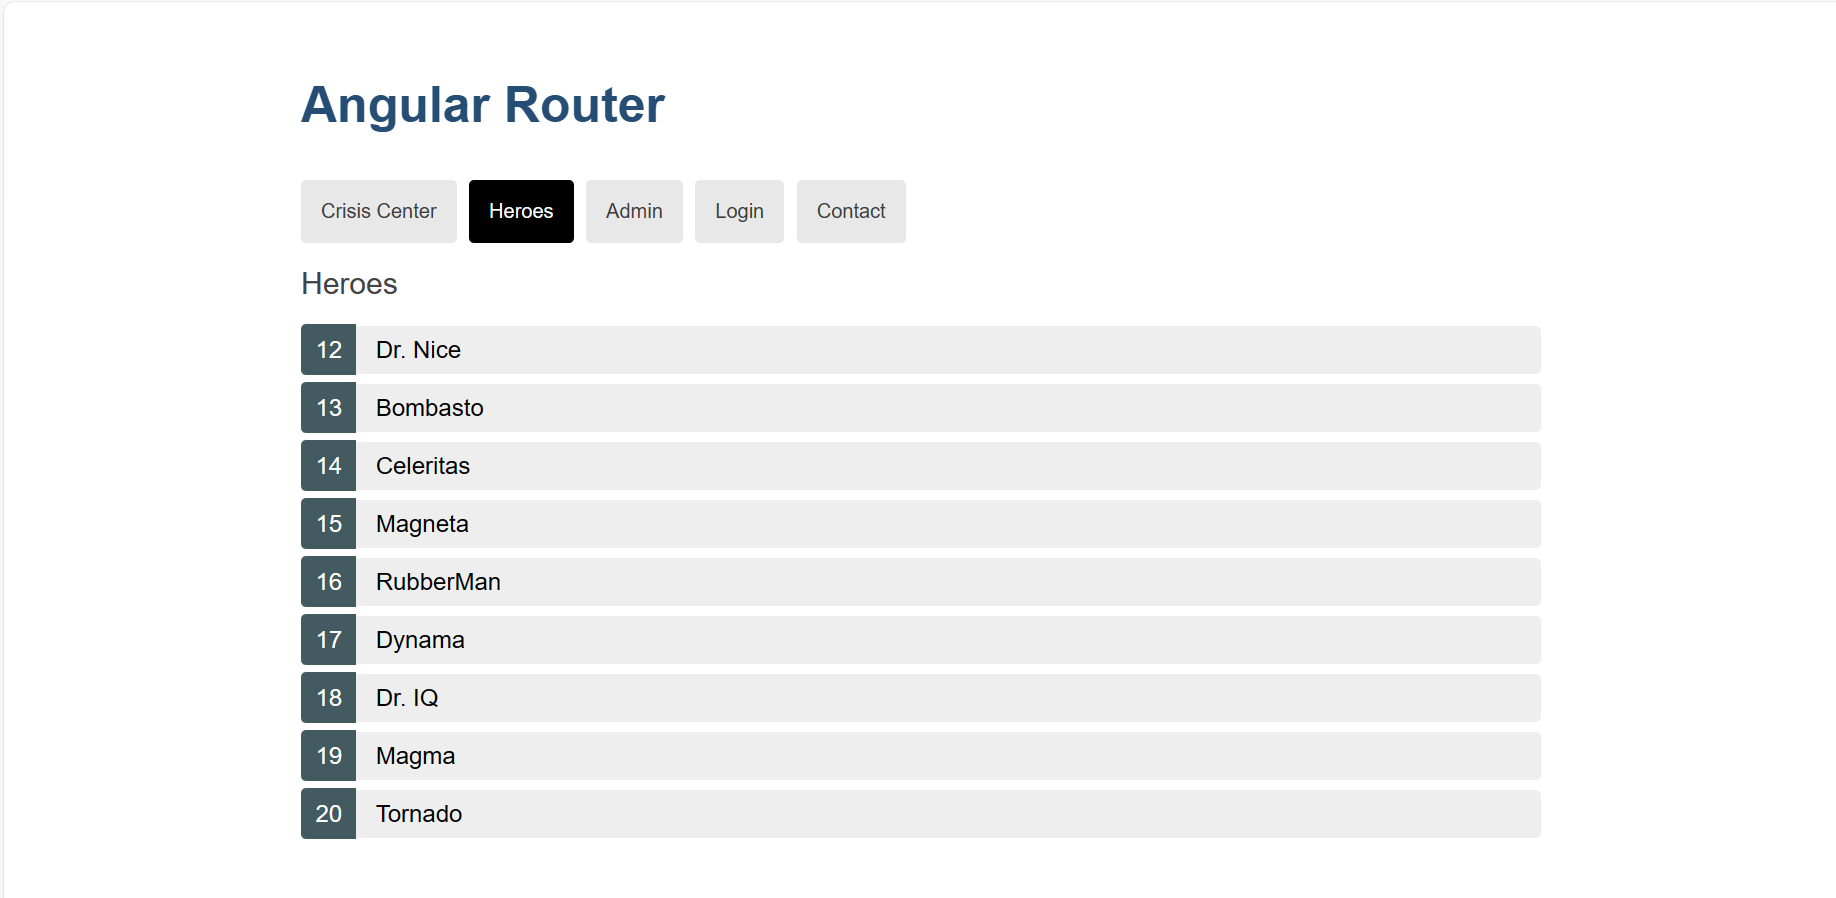 Angular Router
Crisis Center Heroes Admin Login Contact
Heroes
12 Dr. Nice
13 Bombasto
14 Celeritas
15 Magneta
16 RubberMan
17 Dynama
18 Dr. IQ
19 Magma
20 Tornado